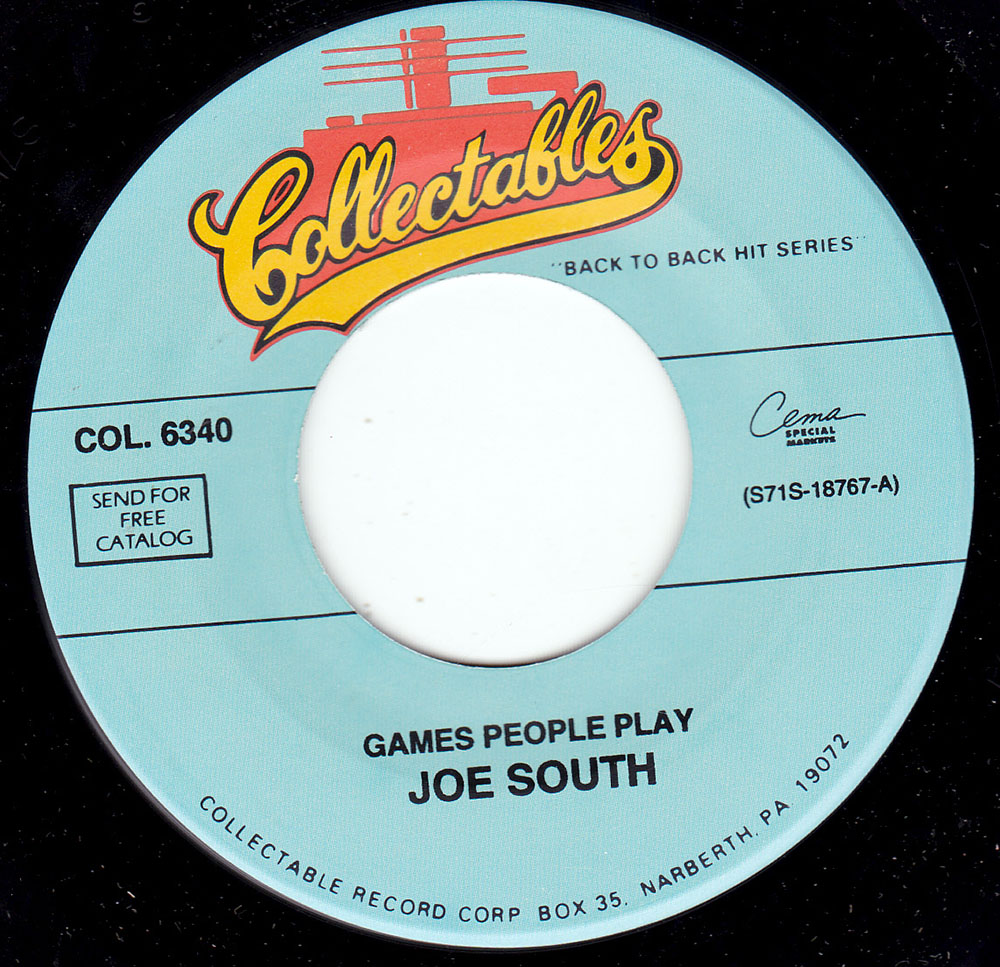 Collectables
"BACK TO BACK HIT SERIES"
COL. 6340
SEND FOR
FREE
CATALOG
Cema
SPECIAL
MARKETS
(S71S-18767-A)
GAMES PEOPLE PLAY
JOE SOUTH
COLLECTABLE RECORD CORP BOX 35, NARBERTH, PA 19072